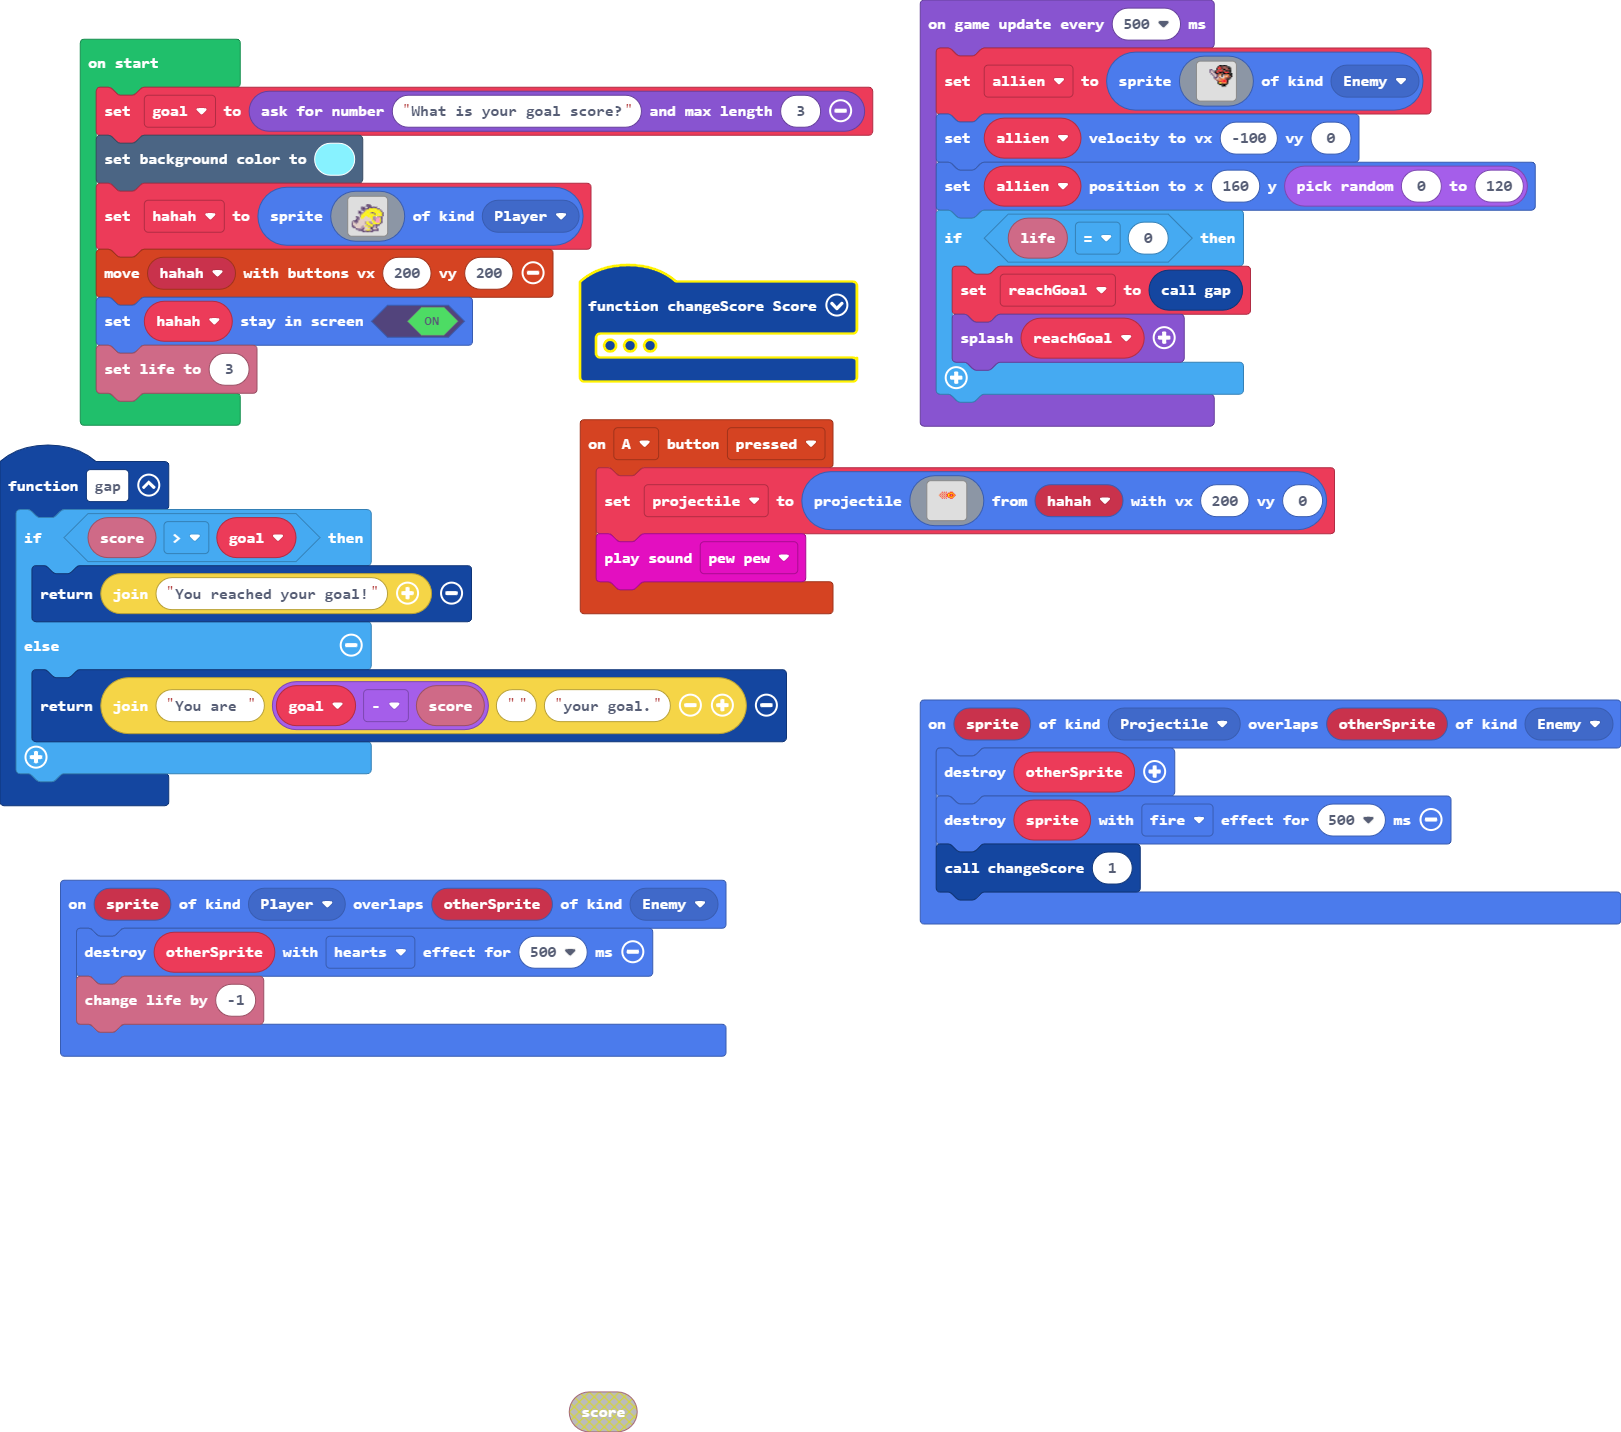 on start
set goal to ask for number "What is your goal score?" and max length 3
set background color to
set hahah to sprite of kind Player
move hahah with buttons vx 200 vy 200
set hahah stay in screen ON
set life to 3
on game update every 500 ms
set allien to sprite of kind Enemy
set allien velocity to vx -100 vy 0
set allien position to x 160 y pick random 0 to 120
if life = 0 then
set reachGoal to call gap
splash reachGoal
function changeScore Score
on A button pressed
set projectile to projectile from hahah with vx 200 vy 0
play sound pew pew
function gap
if score > goal then
return join "You reached your goal!"
else
return join "You are " goal - score " " "your goal."
on sprite of kind Projectile overlaps otherSprite of kind Enemy
destroy otherSprite
destroy sprite with fire effect for 500 ms
call changeScore 1
on sprite of kind Player overlaps otherSprite of kind Enemy
destroy otherSprite with hearts effect for 500 ms
change life by -1
score